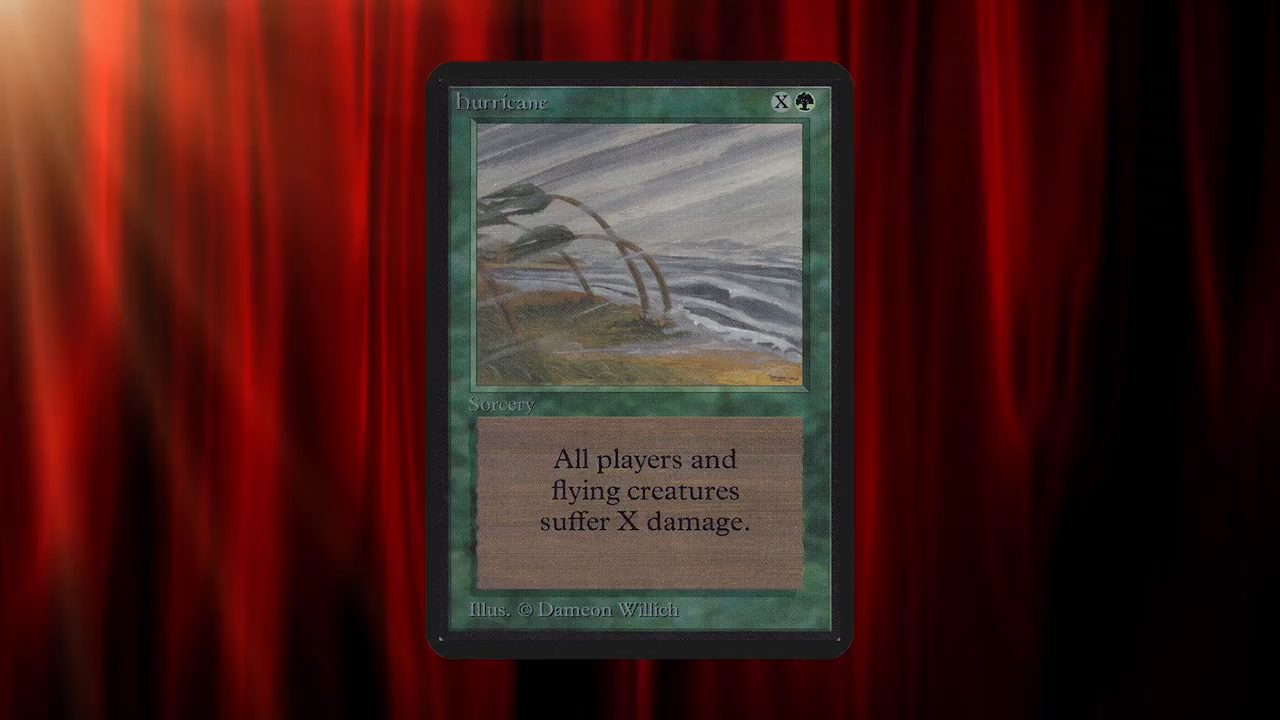 Hurricane X
Sorcery
All players and
flying creatures
suffer X damage.
Illus. © Dameon Willich